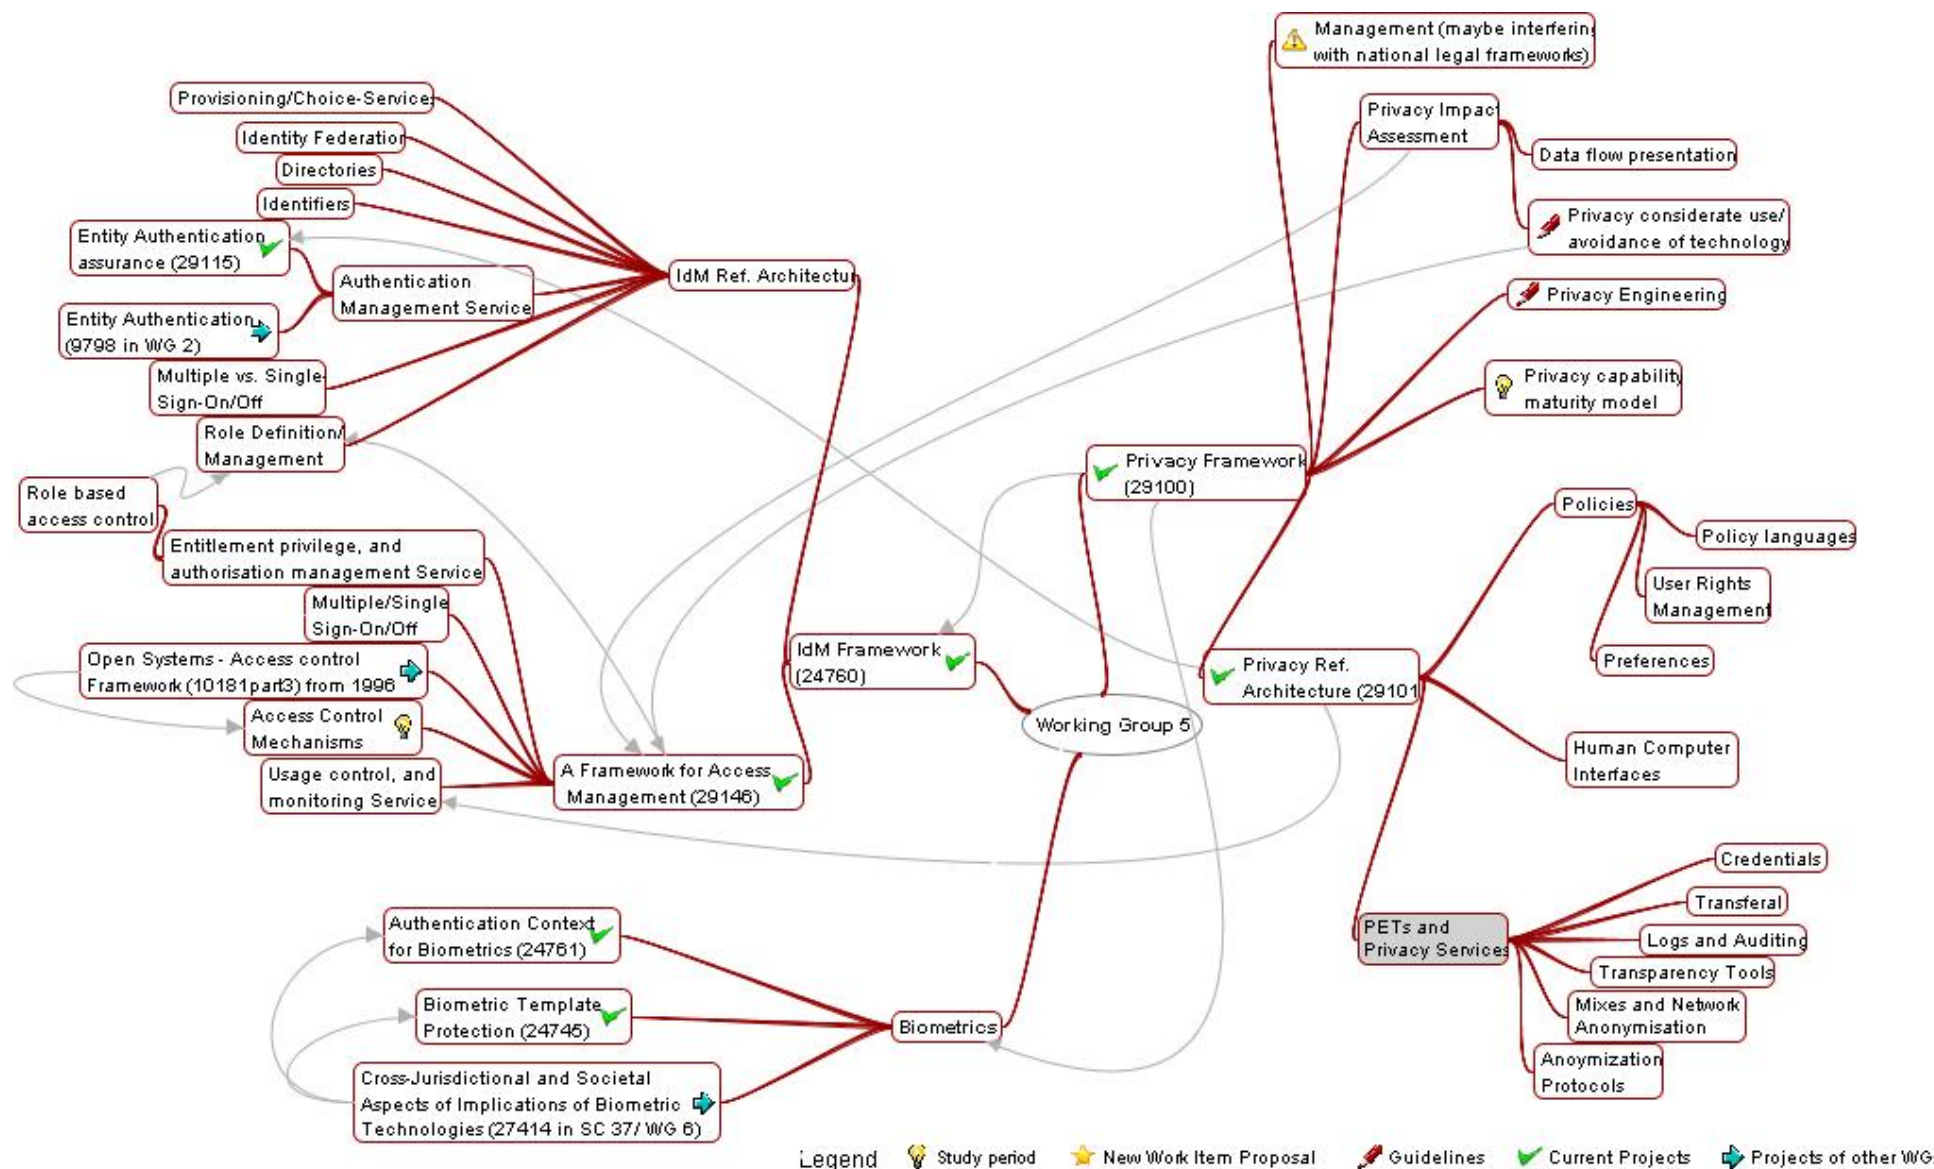 Management (maybe interferin
with national legal frameworks)
Provisioning/Choice-Service
Identity Federation
Directories
Identifiers
Entity Authentication
assurance (29115)
Authentication
Management Service
Entity Authentication
(9798 in WG 2)
Multiple vs. Single
Sign-On/Off
Role Definition/
Management
IdM Ref. Architectu
Role based
access control
Entitlement privilege, and
authorisation management Service
Multiple/Single
Sign-On/Off
Open Systems - Access control
Framework (10181part3) from 1996
Access Control
Mechanisms
Usage control, and
monitoring Service
A Framework for Access
Management (29146)
IdM Framework
(24760)
Working Group 5
Privacy Impact
Assessment
Data flow presentation
Privacy considerate use/
avoidance of technology
Privacy Engineering
Privacy capability
maturity model
Privacy Framework
(29100)
Privacy Ref.
Architecture (29101
Policies
Policy languages
User Rights
Management
Preferences
Human Computer
Interfaces
PETs and
Privacy Services
Credentials
Transferal
Logs and Auditing
Transparency Tools
Mixes and Network
Anonymisation
Anoymization
Protocols
Biometrics
Authentication Context
for Biometrics (24761)
Biometric Template
Protection (24745)
Cross-Jurisdictional and Societal
Aspects of Implications of Biometric
Technologies (27414 in SC 37/ WG 6)
Legend
Study period
New Work Item Proposal
Guidelines
Current Projects
Projects of other WG